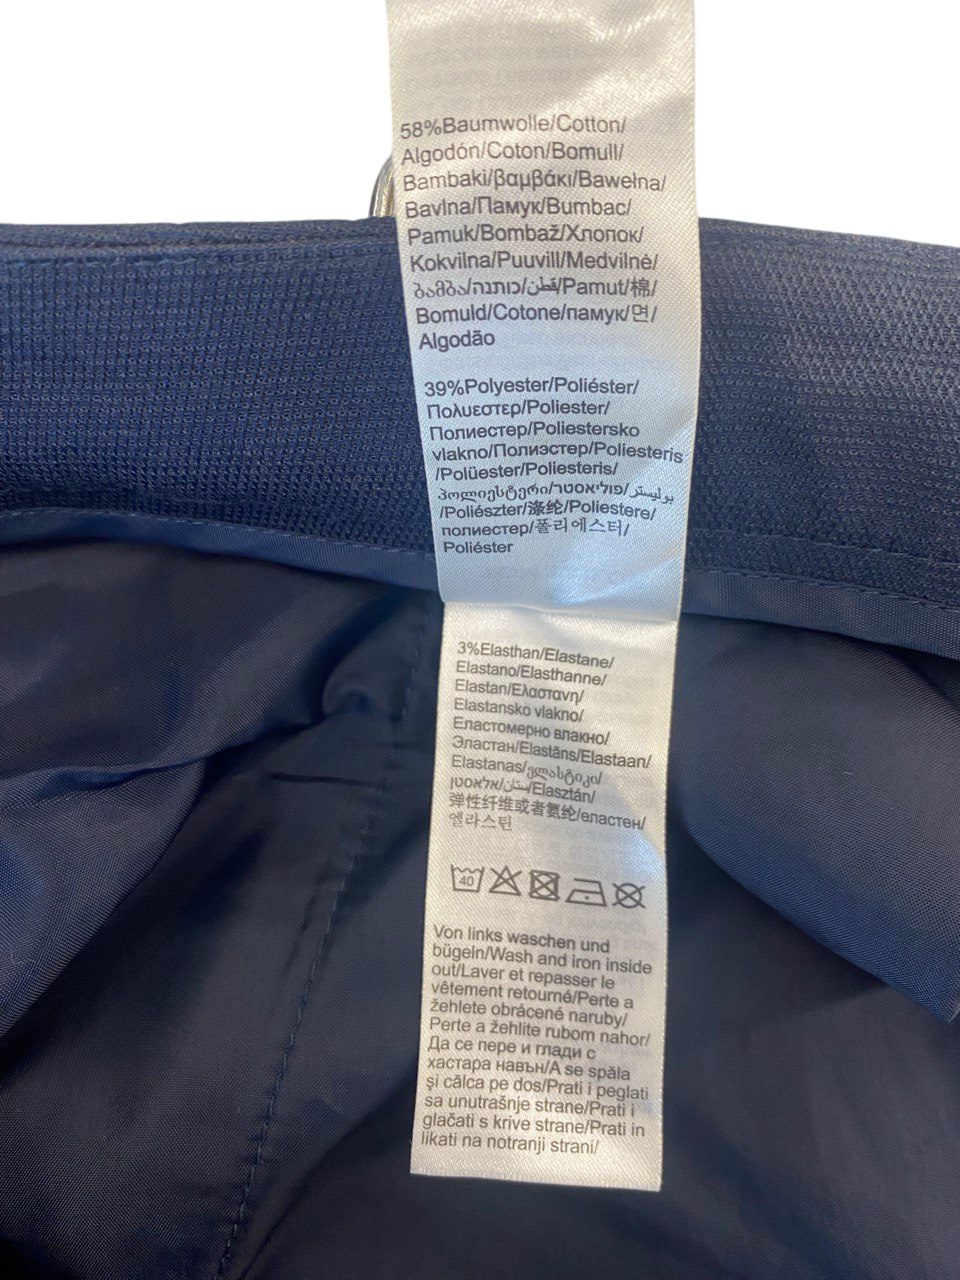 58%Baumwolle/Cotton/
Algodón/Coton/Bomull/
Bambaki/βαμβάκι/Bawełna/
Bavlna/Памук/Bumbac/
Pamuk/Bombaž/Хлопок/
Kokvilna/Puuvill/Medvilnė/
ბამბა/כותנה/قطن/Pamut/棉/
Bomuld/Cotone/памук/면/
Algodão
39%Polyester/Poliéster/
Πολυεστερ/Poliester/
Полиестер/Poliestersko
vlakno/Полиэстер/Poliesteris
/Polüester/Poliesteris/
პოლიესტერი/פוליאסטר/بوليستر
/Poliészter/涤纶/Poliestere/
полиестер/폴리에스터/
Poliéster
3%Elasthan/Elastane/
Elastano/Elasthanne/
Elastan/Ελαστανη/
Elastansko vlakno/
Еластомерно влакно/
Эластан/Elastāns/Elastaan/
Elastanas/ელასტიკი/
אלאסטן/ستان/Elasztán/
弹性纤维或者氨纶/еластен/
엘라스틴
40
Von links waschen und
bügeln/Wash and iron inside
out/Laver et repasser le
vêtement retourné/Perte a
žehlete obrácené naruby/
Perte a žehlite rubom nahor/
Да се пере и глади с
хастара навън/A se spăla
și călca pe dos/Prati i peglati
sa unutrašnje strane/Prati i
glačati s krive strane/Prati in
likati na notranji strani/